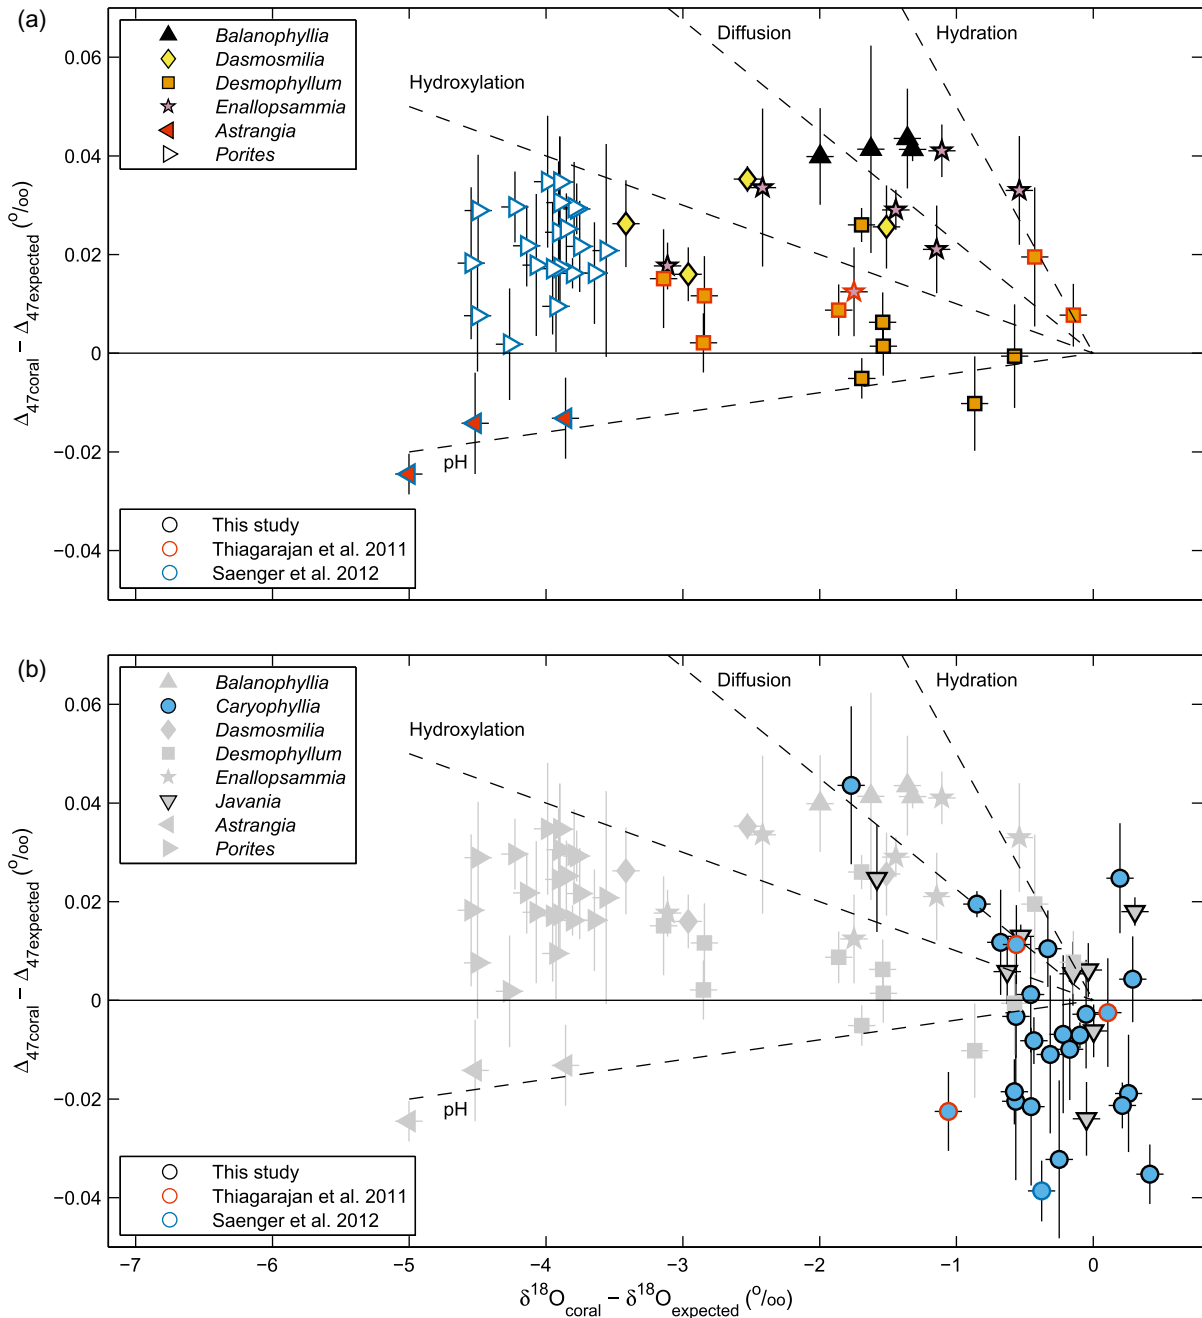 (a)
Balanophyllia
Dasmosmilia
Desmophyllum
Enallopsammia
Astrangia
Porites
Diffusion
Hydration
Hydroxylation
pH
0.06
0.04
0.02
0
−0.02
−0.04
Δ47coral − Δ47expected (o/oo)
This study
Thiagarajan et al. 2011
Saenger et al. 2012
(b)
Balanophyllia
Caryophyllia
Dasmosmilia
Desmophyllum
Enallopsammia
Javania
Astrangia
Porites
Diffusion
Hydration
Hydroxylation
pH
0.06
0.04
0.02
0
−0.02
−0.04
Δ47coral − Δ47expected (o/oo)
This study
Thiagarajan et al. 2011
Saenger et al. 2012
−7 −6 −5 −4 −3 −2 −1 0
δ18Ocoral − δ18Oexpected (o/oo)